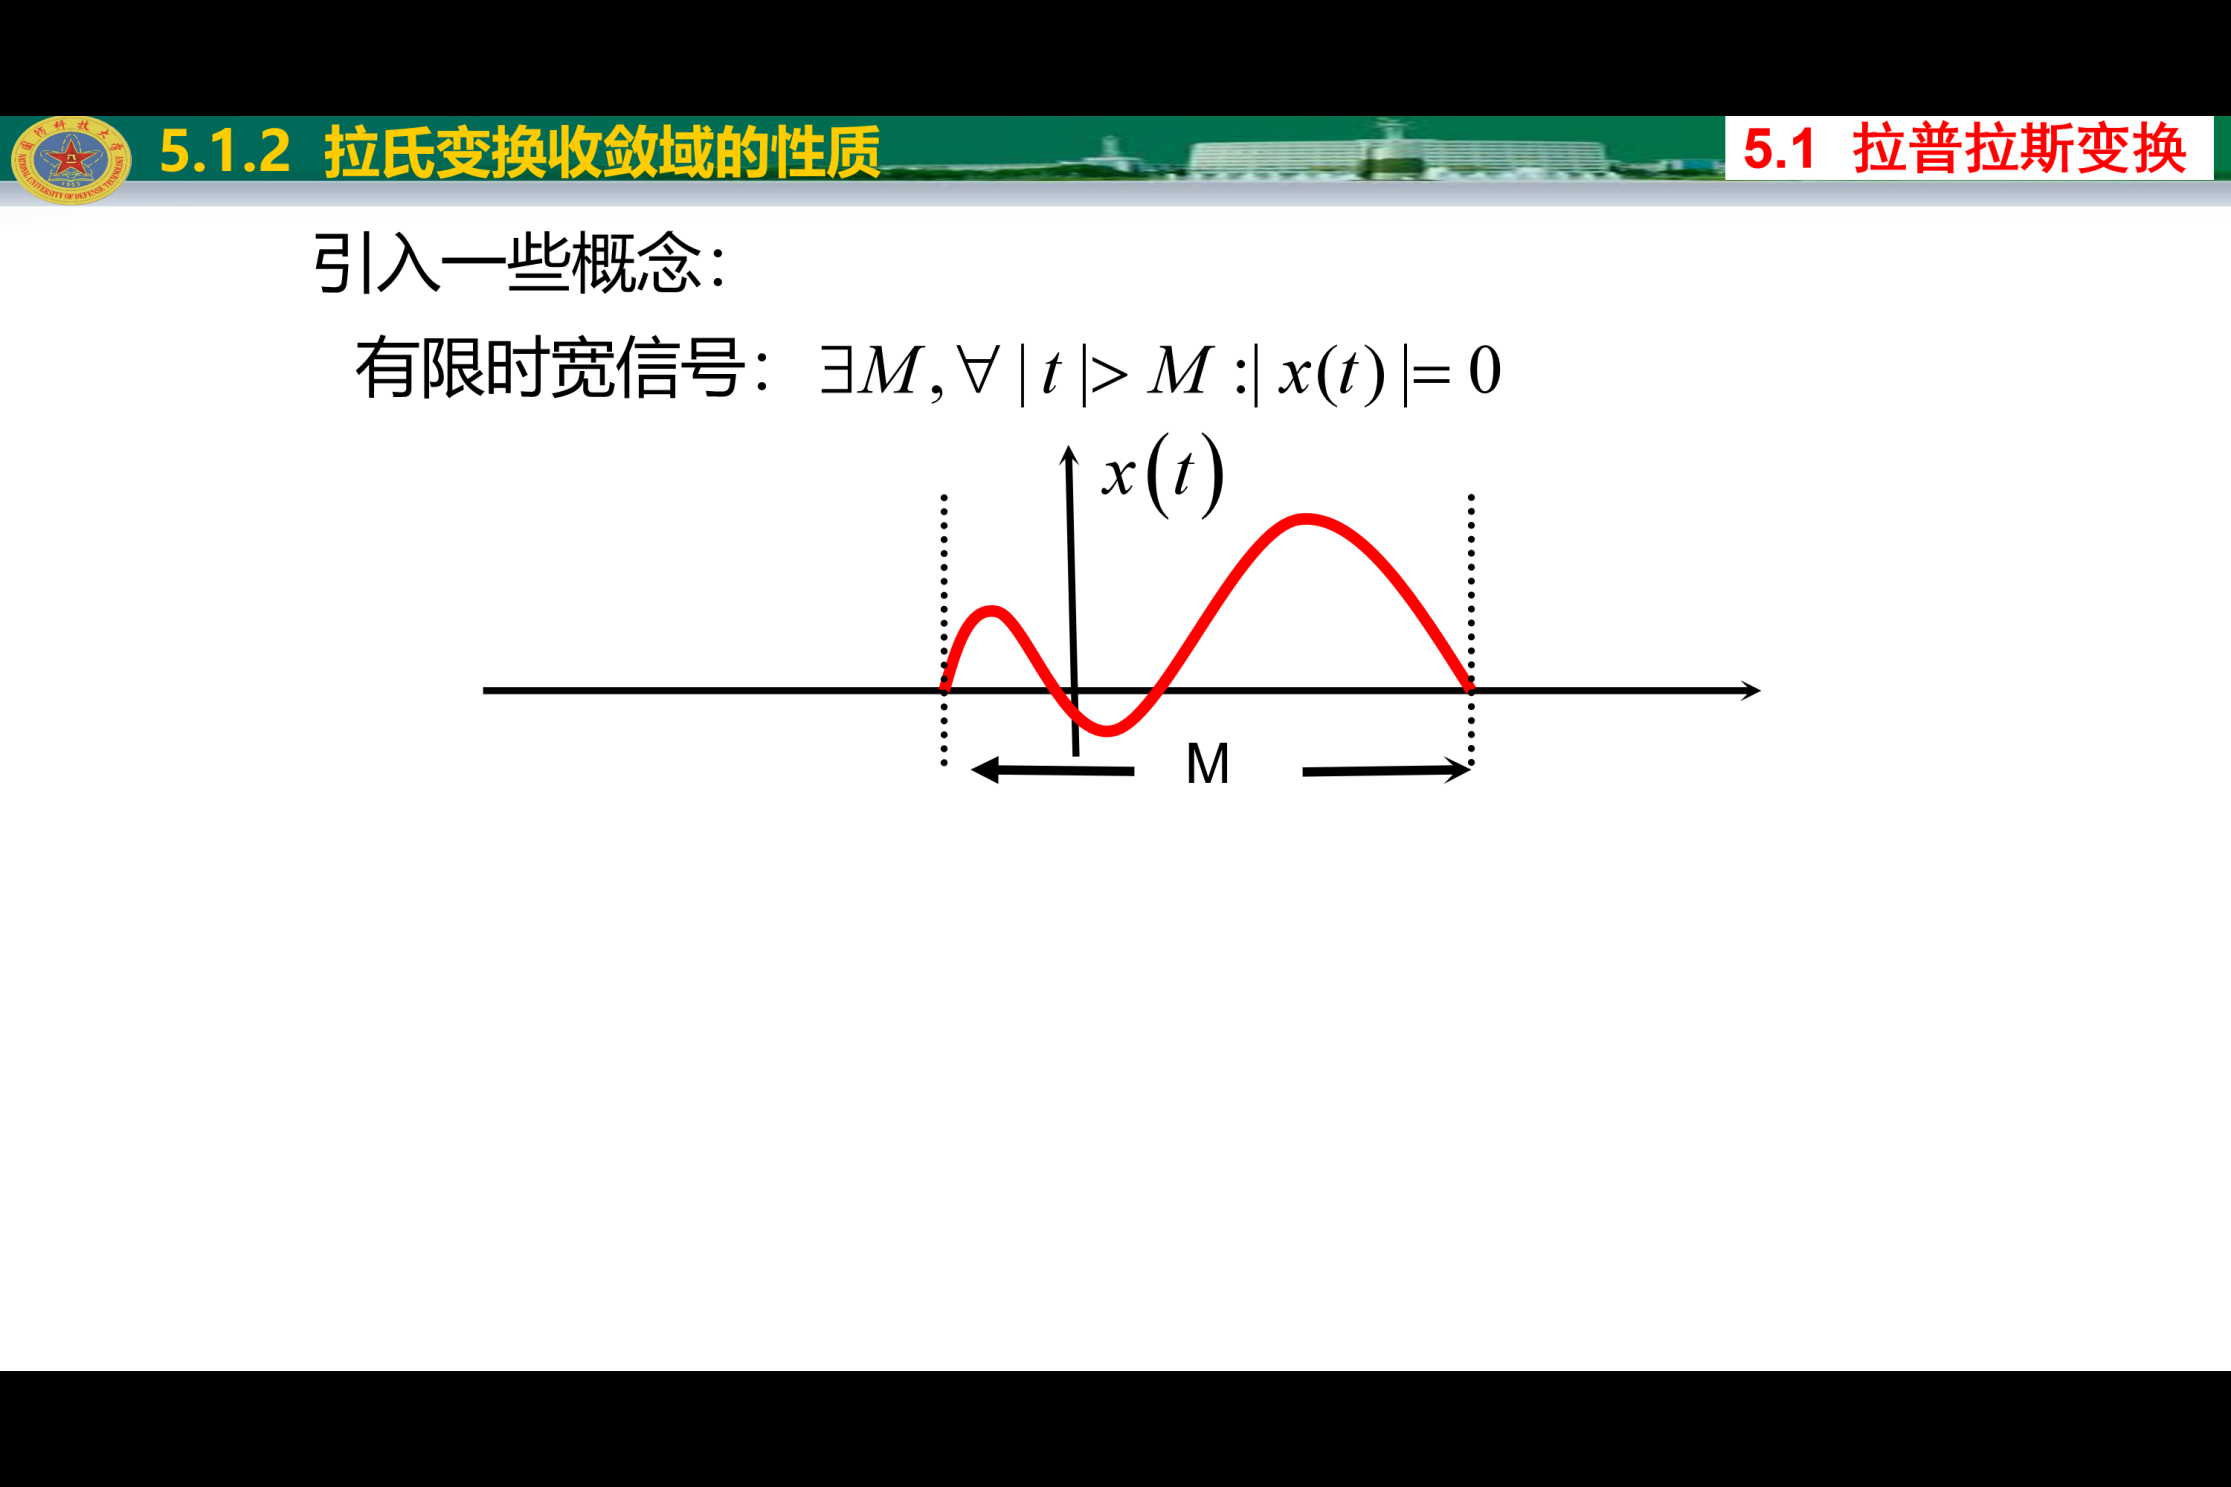 5.1.2 拉氏变换收敛域的性质
5.1 拉普拉斯变换
引入一些概念：
有限时宽信号：∃M,∀|t|>M:|x(t)|=0
x(t)
M